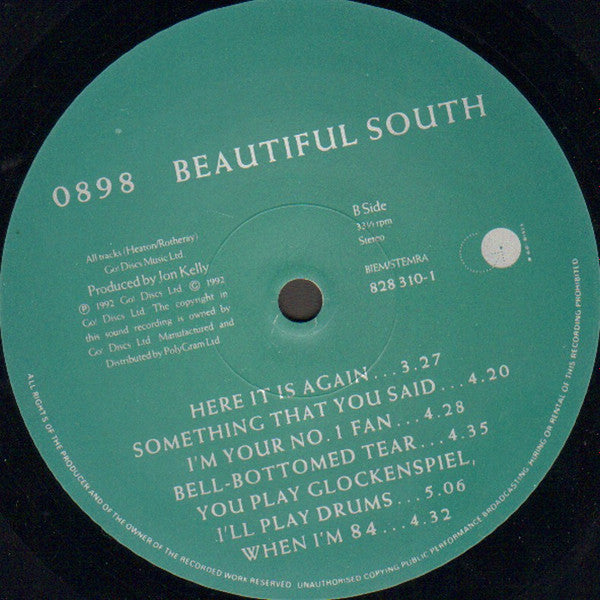 0898 BEAUTIFUL SOUTH
All tracks (Heaton/Rotheray)
Go! Discs Music Ltd
Produced by Jon Kelly
℗ 1992 Go! Discs Ltd © 1992
Go! Discs Ltd The copyright in
this sound recording is owned by
Go! Discs Ltd Manufactured and
Distributed by PolyGram Ltd
B Side
33⅓ rpm
Stereo
BIEM/STEMRA
828 310-1
HERE IT IS AGAIN...3.27
SOMETHING THAT YOU SAID...4.20
I'M YOUR NO.1 FAN...4.28
BELL-BOTTOMED TEAR...4.35
YOU PLAY GLOCKENSPIEL,
I'LL PLAY DRUMS...5.06
WHEN I'M 84...4.32
ALL RIGHTS OF THE PRODUCER AND OF THE OWNER OF THE RECORDED WORK RESERVED UNAUTHORISED COPYING PUBLIC PERFORMANCE BROADCASTING HIRING OR RENTAL OF THIS RECORDING PROHIBITED